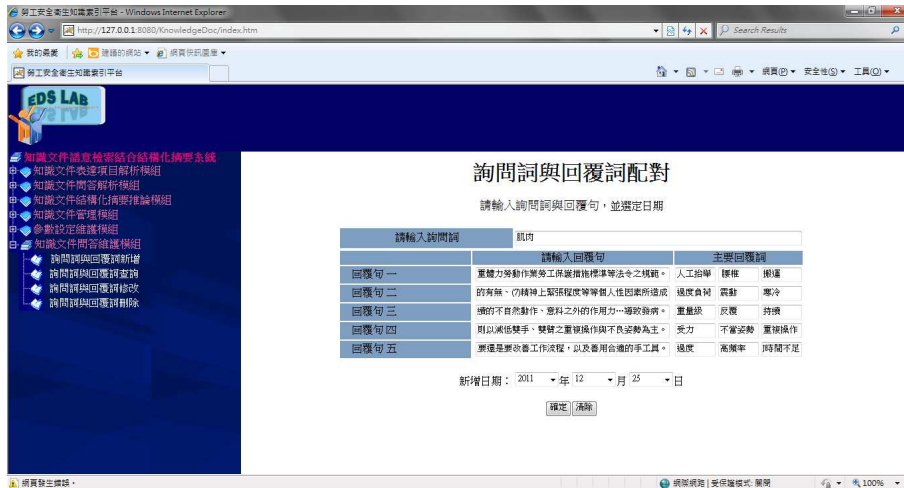 勞工安全衛生知識索引平台 - Windows Internet Explorer
http://127.0.0.1:8080/KnowledgeDoc/index.htm
Search Results
我的最愛 建議的網站 網頁快訊圖庫
勞工安全衛生知識索引平台
網頁(P) 安全性(S) 工具(O)
EDS LAB
知識文件語意檢索結合結構化摘要系統
知識文件表達項目解析模組
知識文件問答解析模組
知識文件結構化摘要推論模組
知識文件管理模組
參數設定維護模組
知識文件問答維護模組
詢問詞與回覆詞新增
詢問詞與回覆詞查詢
詢問詞與回覆詞修改
詢問詞與回覆詞刪除
詢問詞與回覆詞配對
請輸入詢問詞與回覆句，並選定日期
請輸入詢問詞 肌肉
請輸入回覆句 主要回覆詞
回覆句一 重體力勞動作業勞工保護措施標準等法令之規範。 人工抬舉 腰椎 搬運
回覆句二 的有無、(7)精神上緊張程度等等個人性因素所造成 過度負荷 震動 寒冷
回覆句三 續的不自然動作、意料之外的作用力…導致發病。 重量級 反覆 持續
回覆句四 則以減低雙手、雙臂之重複操作與不良姿勢為主。 受力 不當姿勢 重複操作
回覆句五 要還是要改善工作流程，以及善用合適的手工具。 過度 高頻率 時間不足
新增日期： 2011 年 12 月 25 日
確定 清除
網頁發生錯誤。
網際網路 | 受保護模式: 關閉
100%